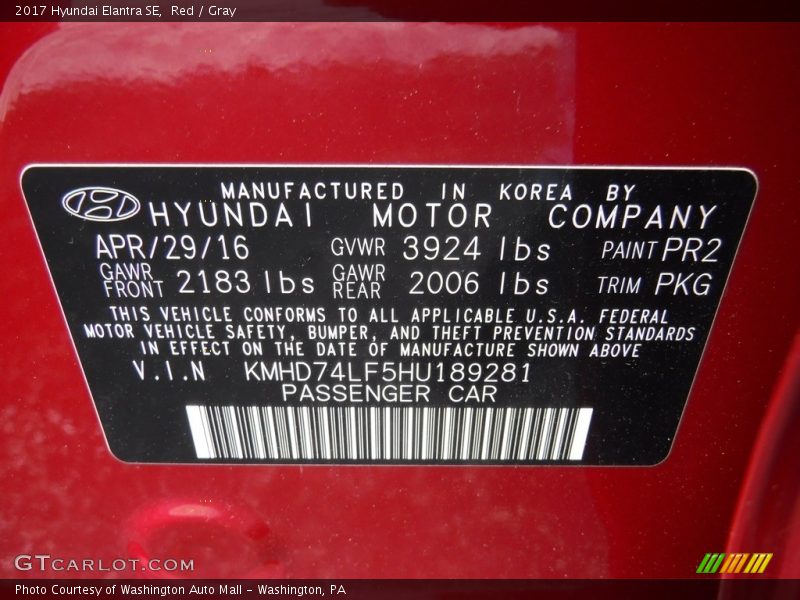 2017 Hyundai Elantra SE, Red / Gray
MANUFACTURED IN KOREA BY
HYUNDAI MOTOR COMPANY
APR/29/16 GVWR 3924 lbs PAINT PR2
GAWR FRONT 2183 lbs GAWR REAR 2006 lbs TRIM PKG
THIS VEHICLE CONFORMS TO ALL APPLICABLE U.S.A. FEDERAL
MOTOR VEHICLE SAFETY, BUMPER, AND THEFT PREVENTION STANDARDS
IN EFFECT ON THE DATE OF MANUFACTURE SHOWN ABOVE
V.I.N KMHD74LF5HU189281
PASSENGER CAR
GTCARLOT.COM
Photo Courtesy of Washington Auto Mall - Washington, PA